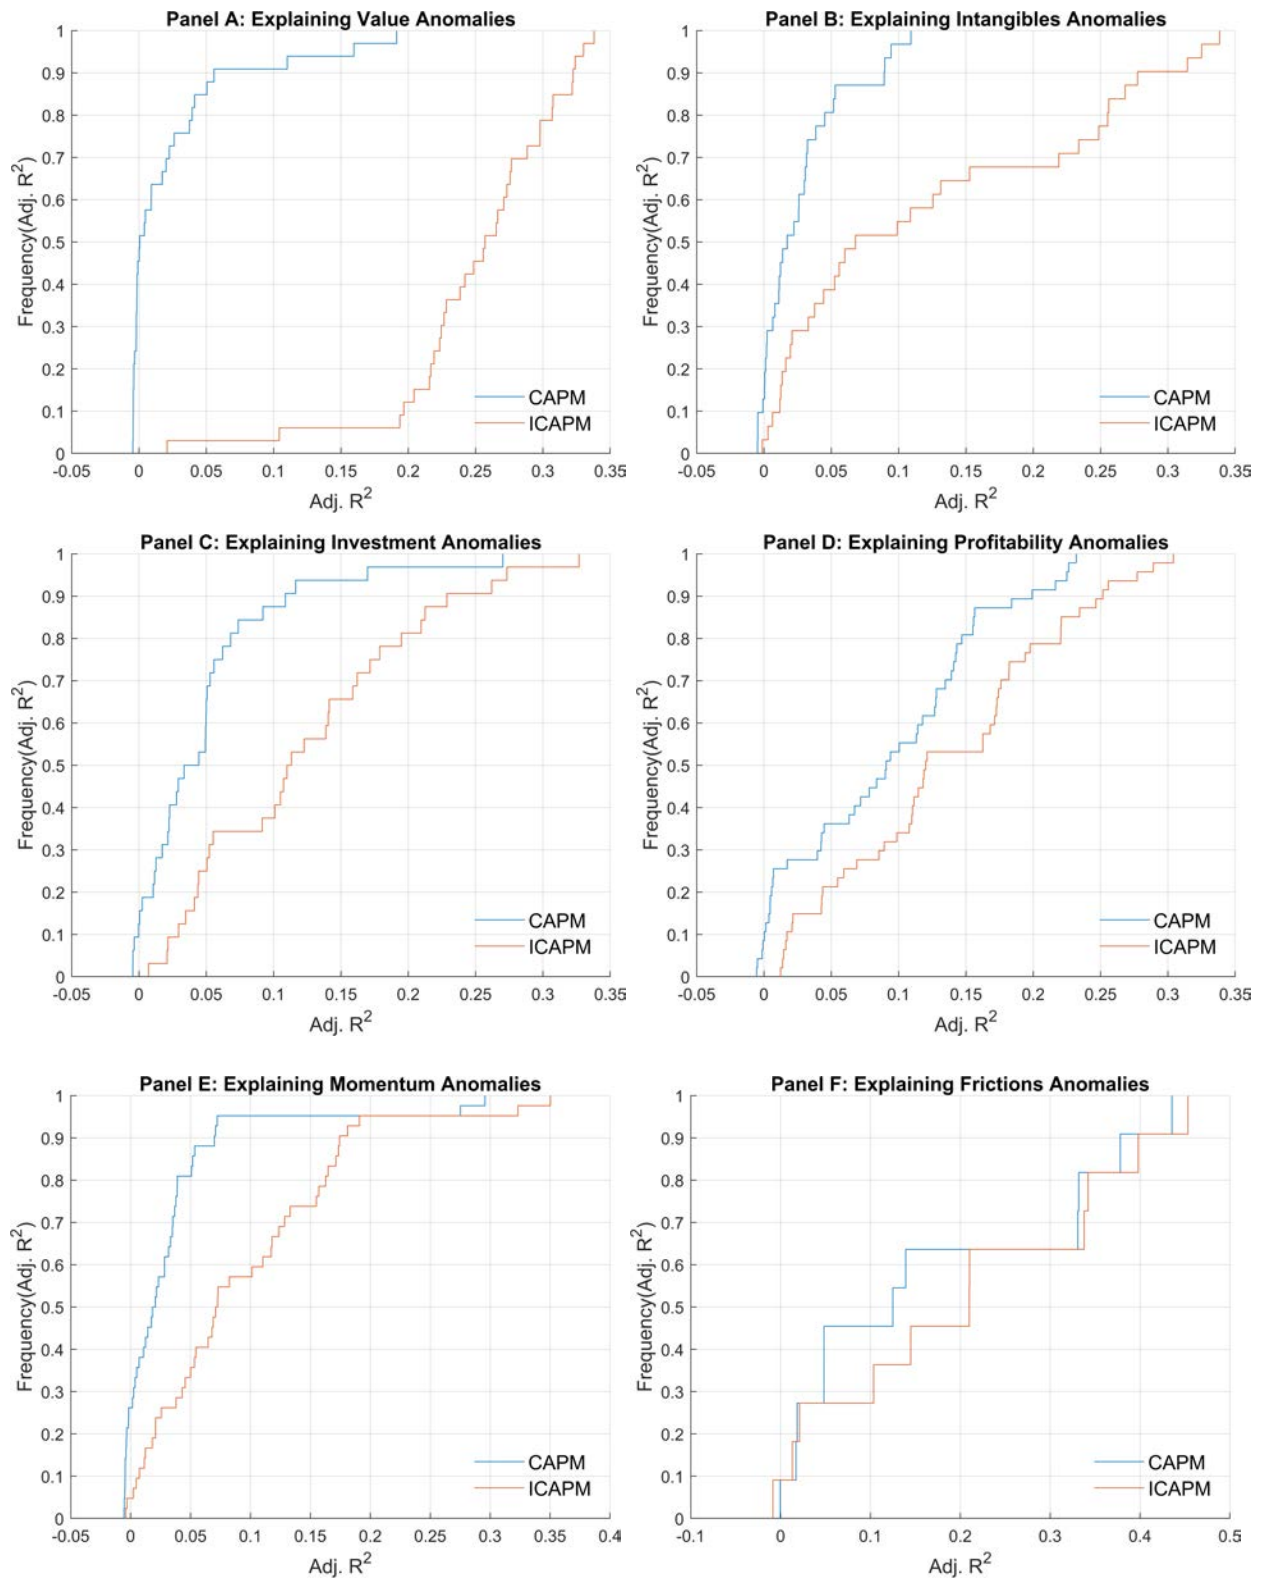 Panel A: Explaining Value Anomalies
Frequency(Adj. R²)
1
0.9
0.8
0.7
0.6
0.5
0.4
0.3
0.2
0.1
0
CAPM
ICAPM
-0.05 0 0.05 0.1 0.15 0.2 0.25 0.3 0.35
Adj. R²
Panel B: Explaining Intangibles Anomalies
Frequency(Adj. R²)
1
0.9
0.8
0.7
0.6
0.5
0.4
0.3
0.2
0.1
0
CAPM
ICAPM
-0.05 0 0.05 0.1 0.15 0.2 0.25 0.3 0.35
Adj. R²
Panel C: Explaining Investment Anomalies
Frequency(Adj. R²)
1
0.9
0.8
0.7
0.6
0.5
0.4
0.3
0.2
0.1
0
CAPM
ICAPM
-0.05 0 0.05 0.1 0.15 0.2 0.25 0.3 0.35
Adj. R²
Panel D: Explaining Profitability Anomalies
Frequency(Adj. R²)
1
0.9
0.8
0.7
0.6
0.5
0.4
0.3
0.2
0.1
0
CAPM
ICAPM
-0.05 0 0.05 0.1 0.15 0.2 0.25 0.3 0.35
Adj. R²
Panel E: Explaining Momentum Anomalies
Frequency(Adj. R²)
1
0.9
0.8
0.7
0.6
0.5
0.4
0.3
0.2
0.1
0
CAPM
ICAPM
-0.05 0 0.05 0.1 0.15 0.2 0.25 0.3 0.35 0.4
Adj. R²
Panel F: Explaining Frictions Anomalies
Frequency(Adj. R²)
1
0.9
0.8
0.7
0.6
0.5
0.4
0.3
0.2
0.1
0
CAPM
ICAPM
-0.1 0 0.1 0.2 0.3 0.4 0.5
Adj. R²